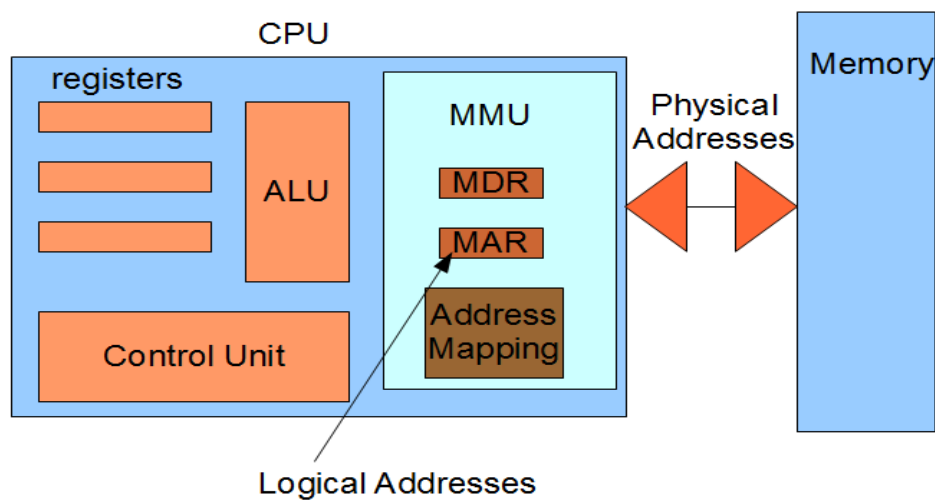 CPU
registers
ALU
Control Unit
MMU
MDR
MAR
Address
Mapping
Logical Addresses
Physical
Addresses
Memory